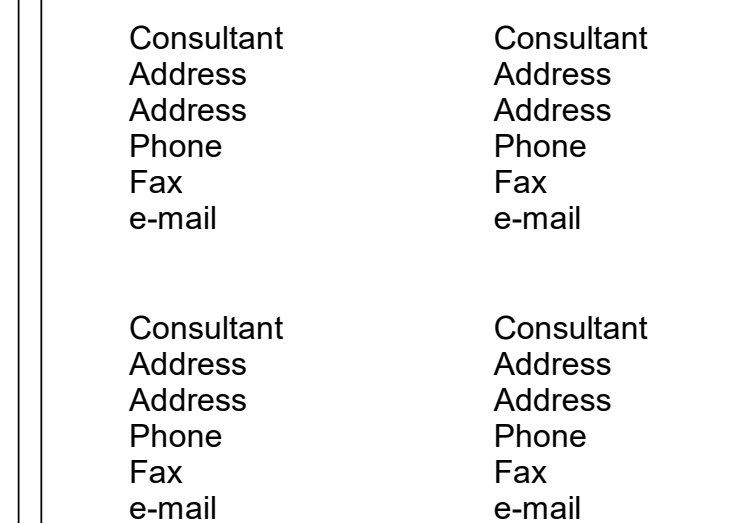 Consultant
Address
Address
Phone
Fax
e-mail
Consultant
Address
Address
Phone
Fax
e-mail
Consultant
Address
Address
Phone
Fax
e-mail
Consultant
Address
Address
Phone
Fax
e-mail